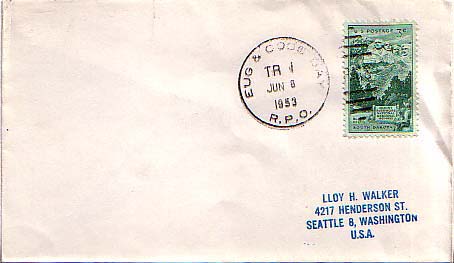 EUG & COOS BAY
TR 1
JUN 8
1953
R.P.O.
U S POSTAGE 3c
SOUTH DAKOTA
LLOY H. WALKER
4217 HENDERSON ST.
SEATTLE 8, WASHINGTON
U.S.A.